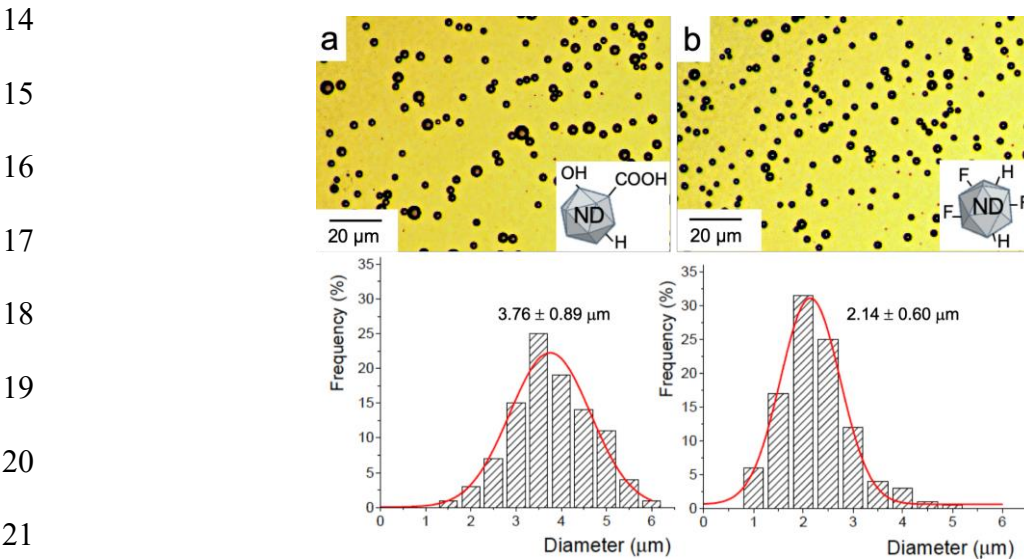 14
15
16
17
18
19
20
21
a
OH
COOH
ND
H
20 μm
b
F
H
ND
F
F
H
20 μm
Frequency (%)
35
30
25
20
15
10
5
0
3.76 ± 0.89 μm
0 1 2 3 4 5 6
Diameter (μm)
Frequency (%)
35
30
25
20
15
10
5
0
2.14 ± 0.60 μm
0 1 2 3 4 5 6
Diameter (μm)